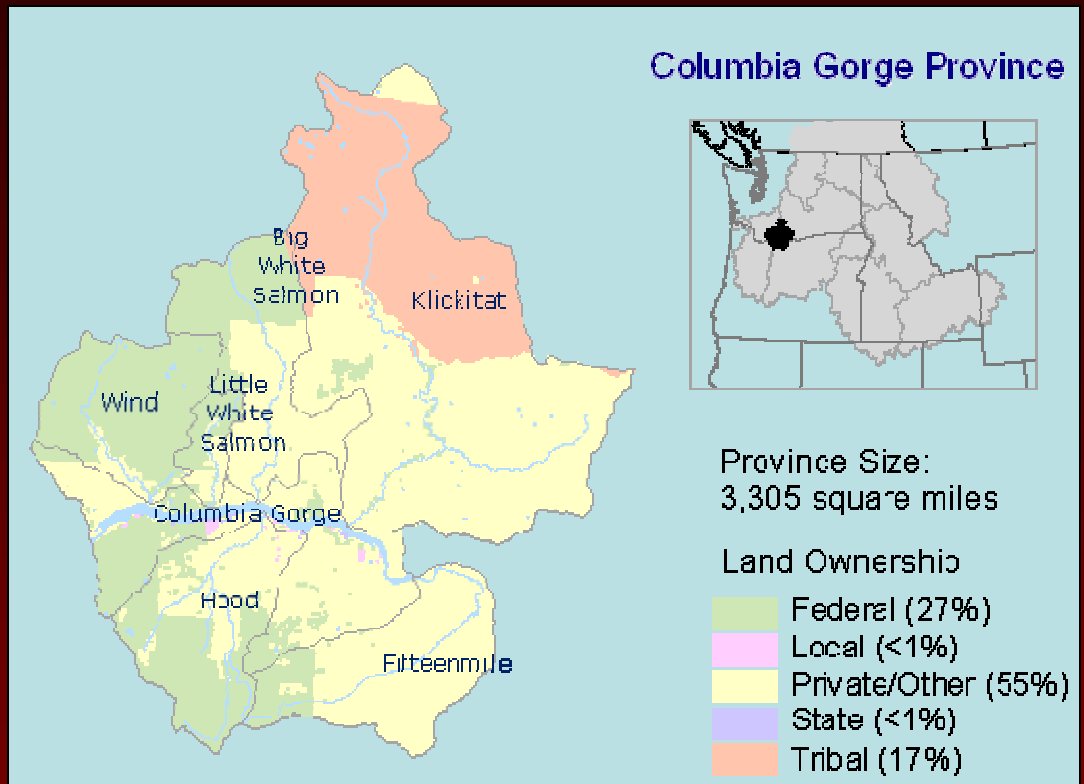 Columbia Gorge Province
Big
White
Salmon
Klickitat
Wind
Little
White
Salmon
Columbia Gorge
Hood
Fifteenmile
Province Size:
3,305 square miles
Land Ownership
Federal (27%)
Local (<1%)
Private/Other (55%)
State (<1%)
Tribal (17%)